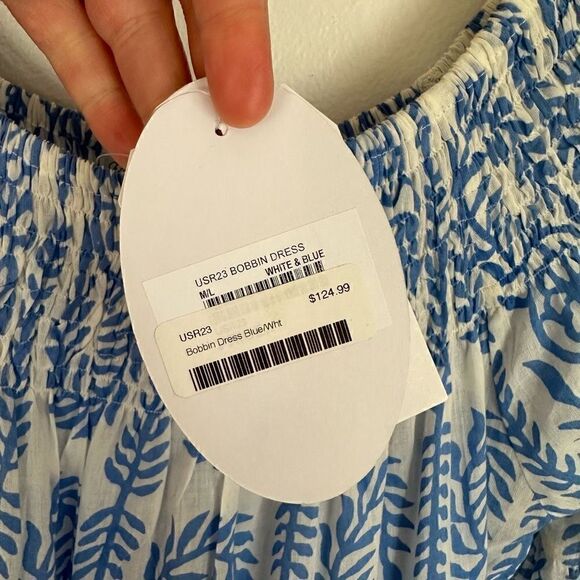 USR23 BOBBIN DRESS
M/L WHITE & BLUE
USR23 $124.99
Bobbin Dress Blue/Wht